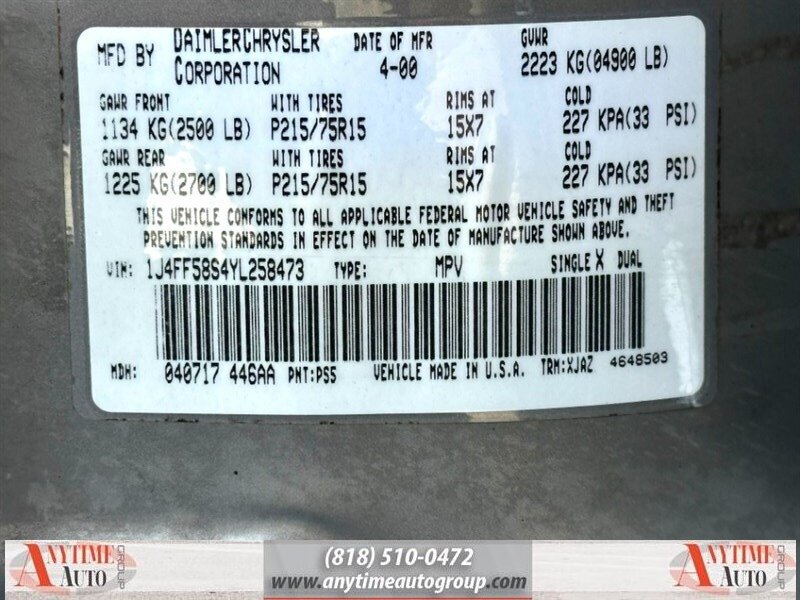 MFD BY DAIMLERCHRYSLER CORPORATION DATE OF MFR 4-00 GVWR 2223 KG(04900 LB)
GAWR FRONT WITH TIRES RIMS AT COLD
1134 KG(2500 LB) P215/75R15 15X7 227 KPA(33 PSI)
GAWR REAR WITH TIRES RIMS AT COLD
1225 KG(2700 LB) P215/75R15 15X7 227 KPA(33 PSI)
THIS VEHICLE CONFORMS TO ALL APPLICABLE FEDERAL MOTOR VEHICLE SAFETY AND THEFT
PREVENTION STANDARDS IN EFFECT ON THE DATE OF MANUFACTURE SHOWN ABOVE.
VIN: 1J4FF58S4YL258473 TYPE: MPV SINGLE X DUAL
MDH: 040717 446AA PNT:PS5 VEHICLE MADE IN U.S.A. TRM:XJAZ 4648503
ANYTIME AUTO GROUP
(818) 510-0472
www.anytimeautogroup.com
ANYTIME AUTO GROUP